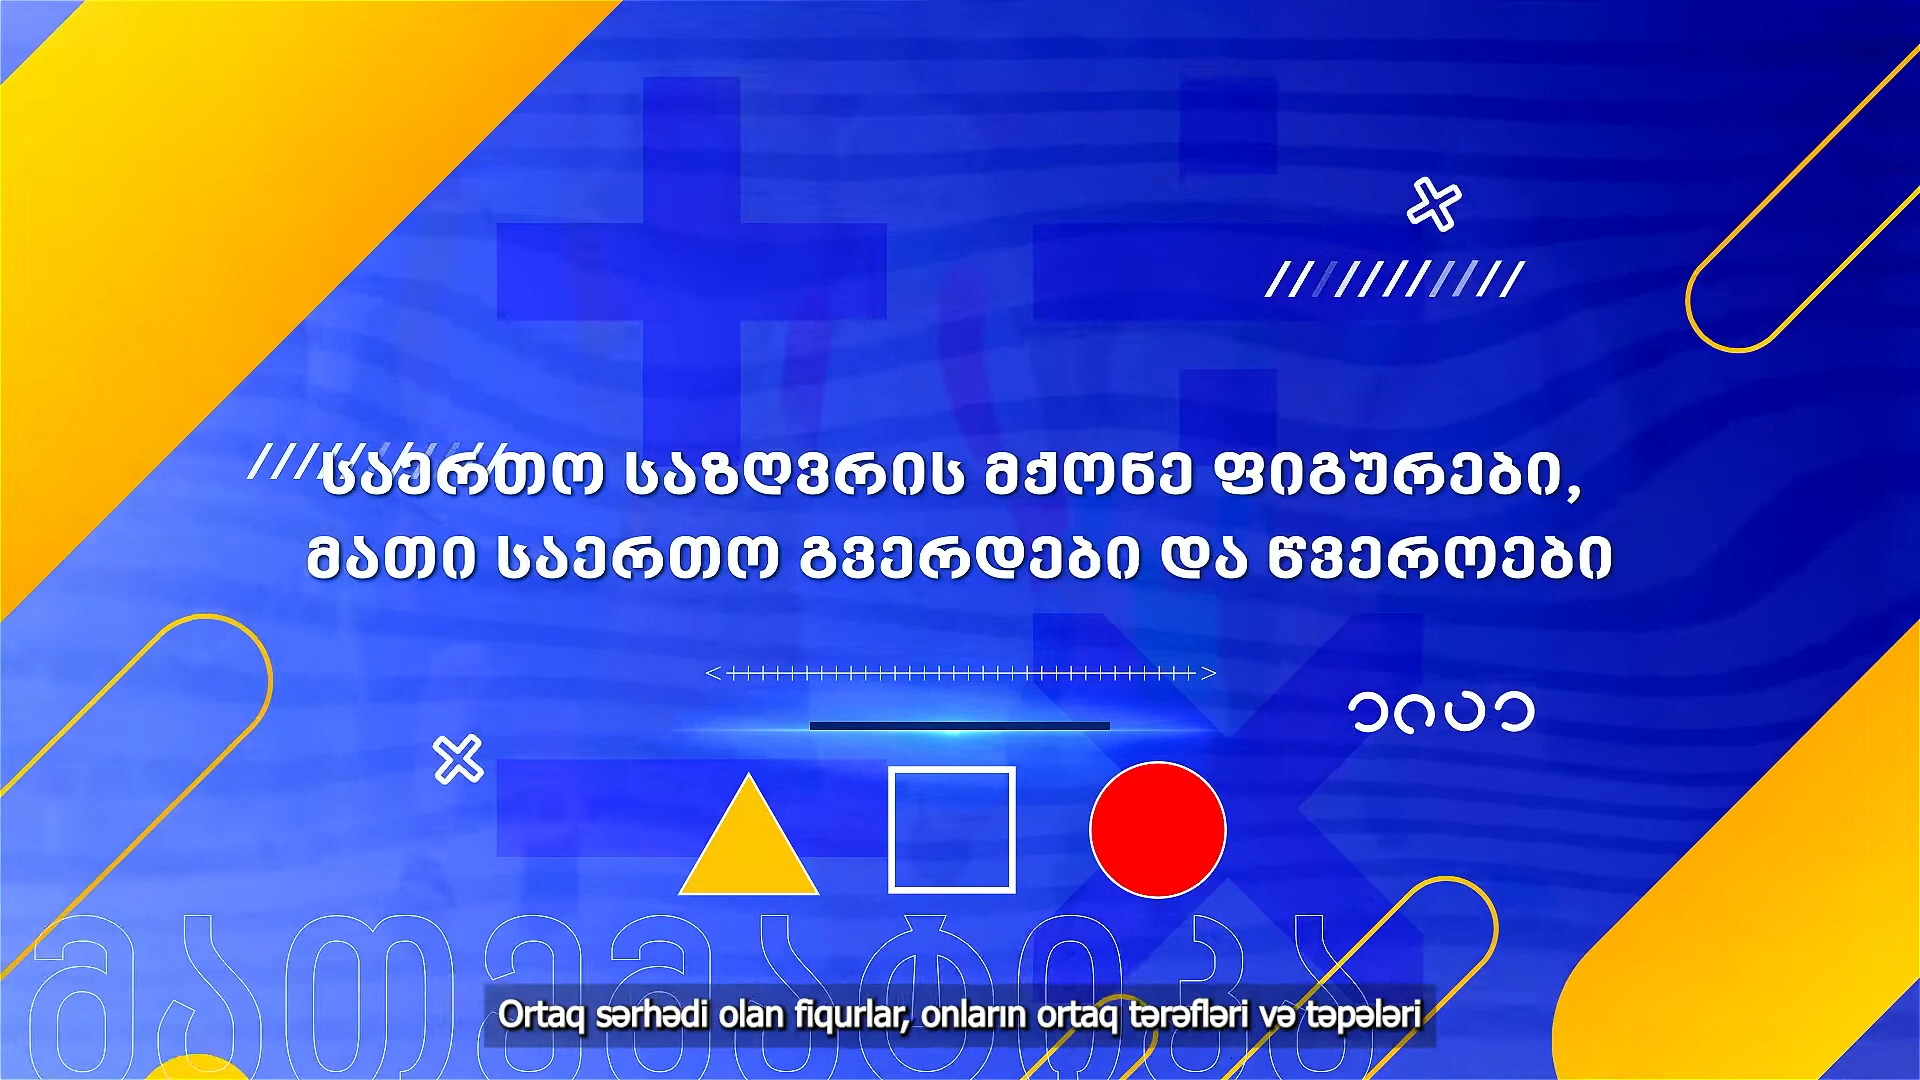 საერთო საზღვრის მქონე ფიგურები,
მათი საერთო გვერდები და წვეროები
მათემატიკა
Ortaq sərhədi olan fiqurlar, onların ortaq tərəfləri və təpələri